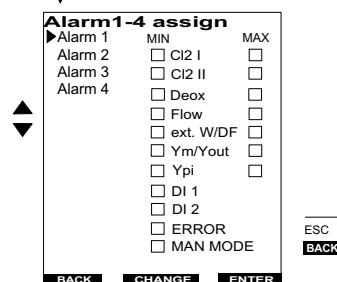 Alarm1-4 assign
Alarm 1 MIN MAX
Alarm 2 Cl2 I
Alarm 3 Cl2 II
Alarm 4 Deox
Flow
ext. W/DF
Ym/Yout
Ypi
DI 1
DI 2
ERROR
MAN MODE
ESC
BACK
BACK CHANGE ENTER